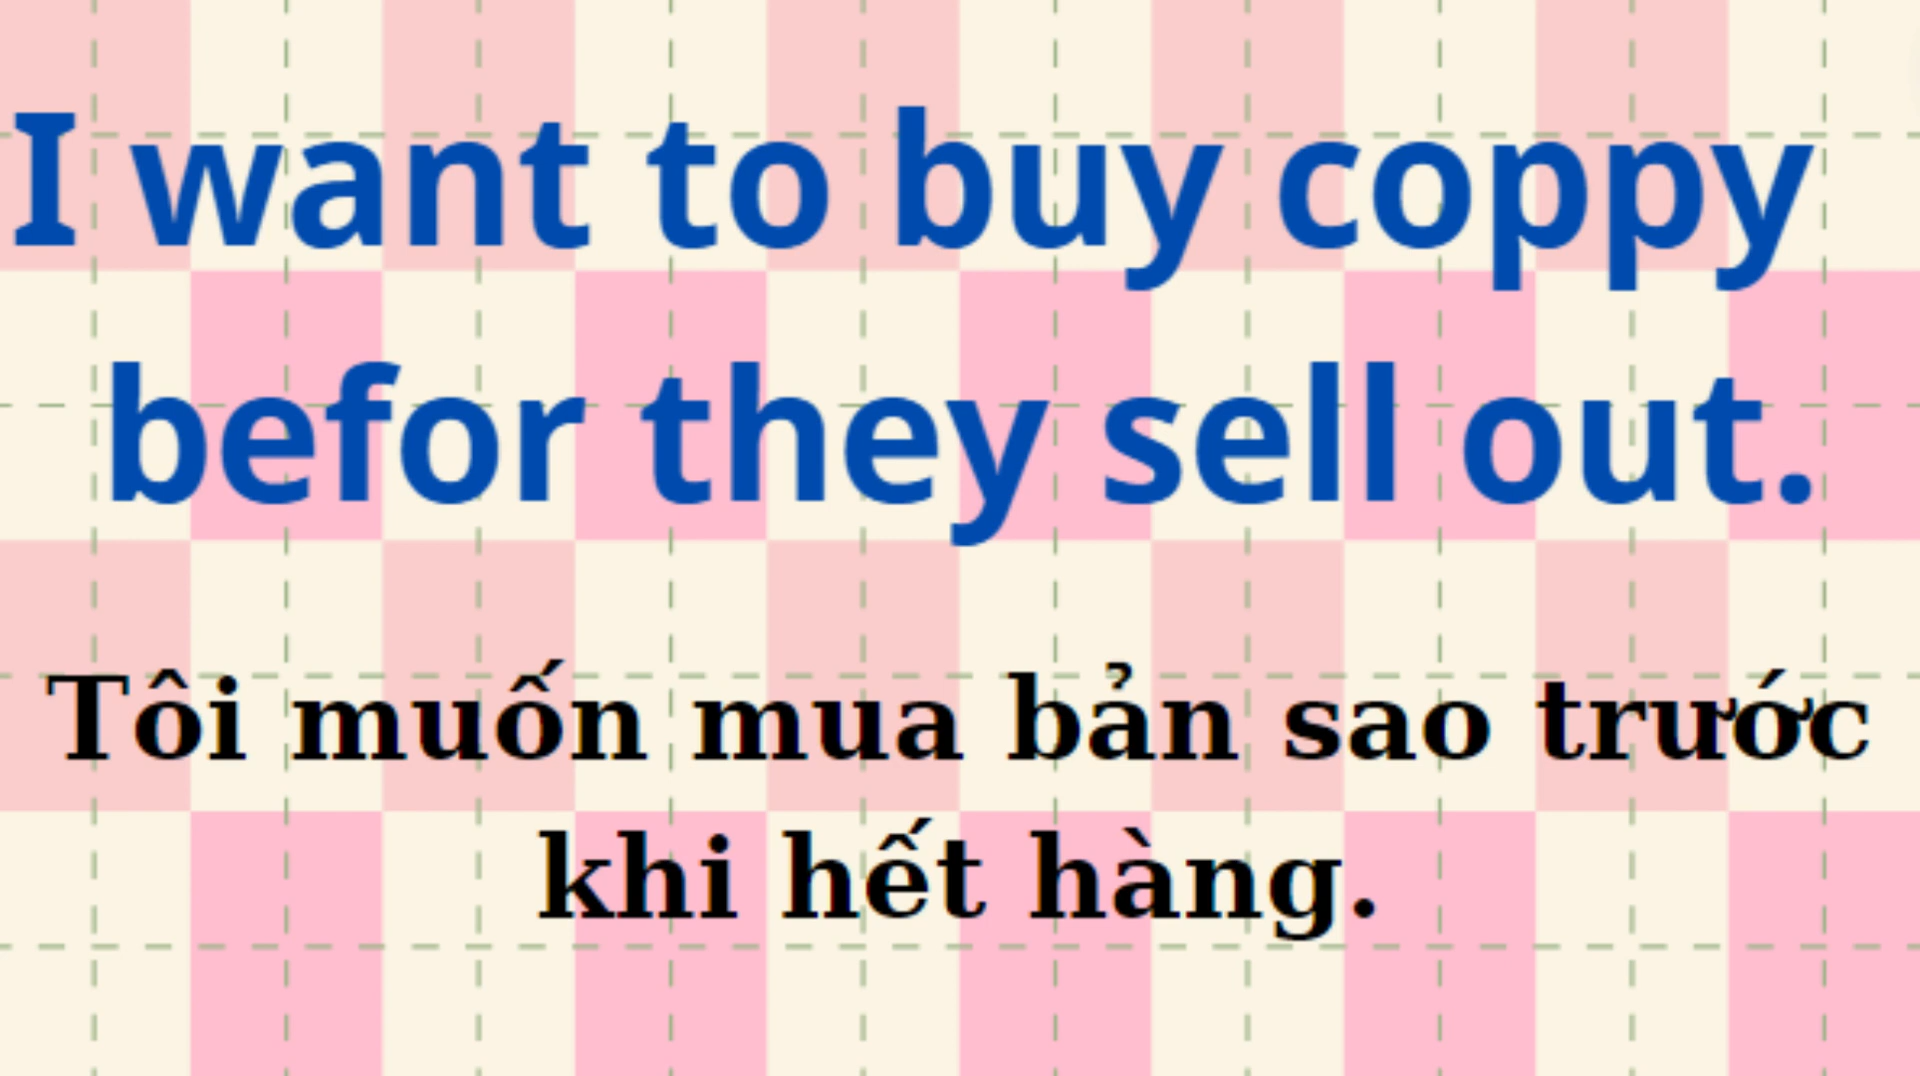 I want to buy coppy
befor they sell out.
Tôi muốn mua bản sao trước
khi hết hàng.